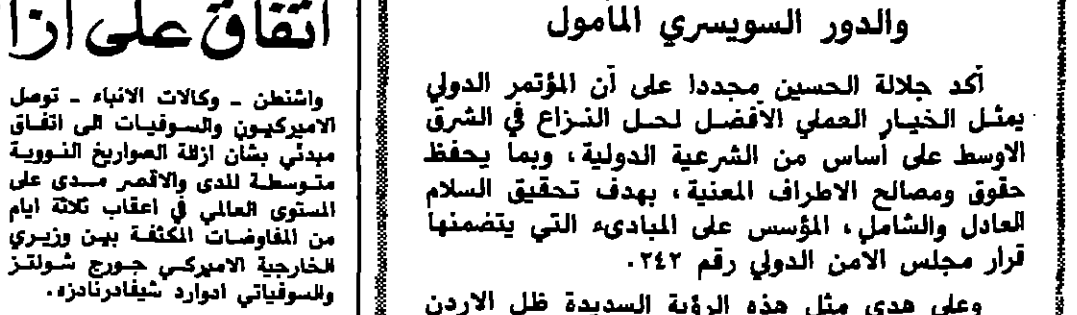 والدور السويسري المأمول
أكد جلالة الحسين مجددا على أن المؤتمر الدولي
يمثل الخيار العملي الأفضل لحل النزاع في الشرق
الاوسط على أساس من الشرعية الدولية، وبما يحفظ
حقوق ومصالح الاطراف المعنية، بهدف تحقيق السلام
العادل والشامل، المؤسس على المبادىء التي يتضمنها
قرار مجلس الامن الدولي رقم ٢٤٢.
وعلى هدي مثل هذه الرؤية السديدة ظل الاردن
اتفاق على ازا
واشنطن ـ وكالات الانباء ـ توصل
الاميركيون والسوفيات الى اتفاق
مبدئي بشان ازالة الصواريخ النووية
متوسطة المدى والاقصر مدى على
المستوى العالمي في اعقاب ثلاثة ايام
من المفاوضات المكثفة بين وزيري
الخارجية الاميركي جورج شولتز
والسوفياتي ادوارد شيفادرنادزه.